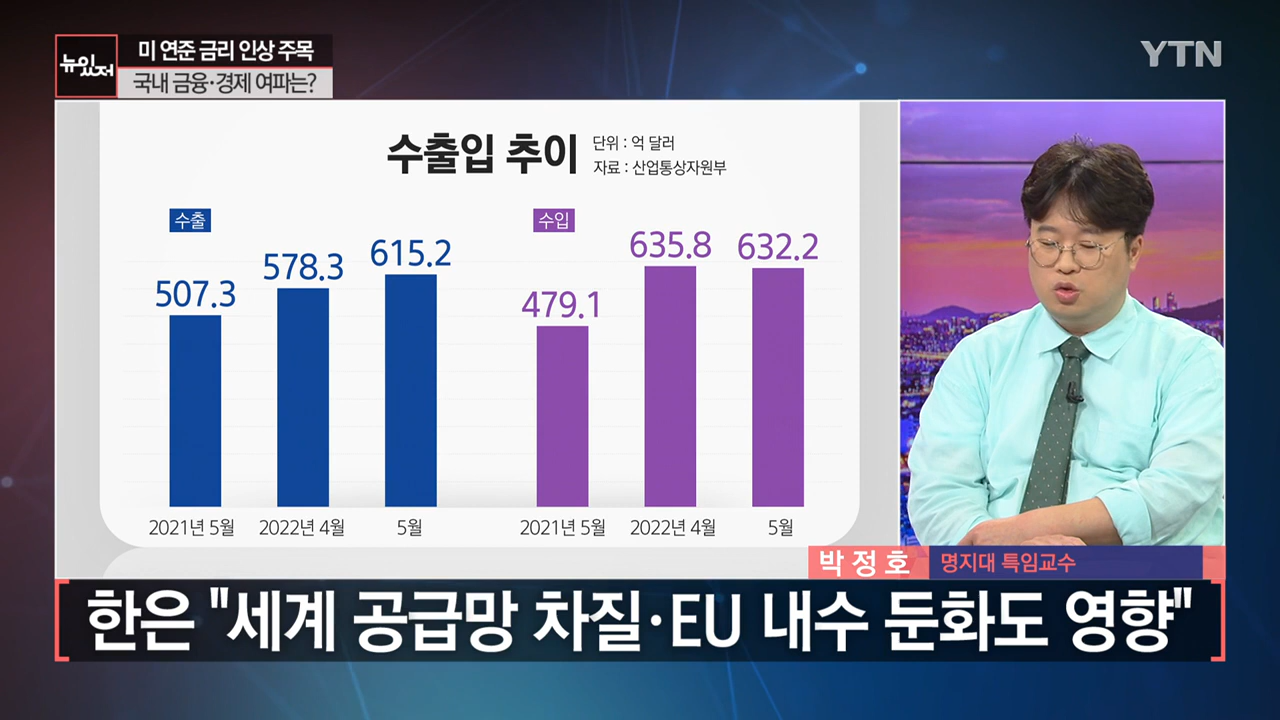 뉴있저
미 연준 금리 인상 주목
국내 금융·경제 여파는?
YTN
수출입 추이
단위 : 억 달러
자료 : 산업통상자원부
수출
507.3
578.3
615.2
2021년 5월
2022년 4월
5월
수입
479.1
635.8
632.2
2021년 5월
2022년 4월
5월
박정호
명지대 특임교수
한은 "세계 공급망 차질·EU 내수 둔화도 영향"